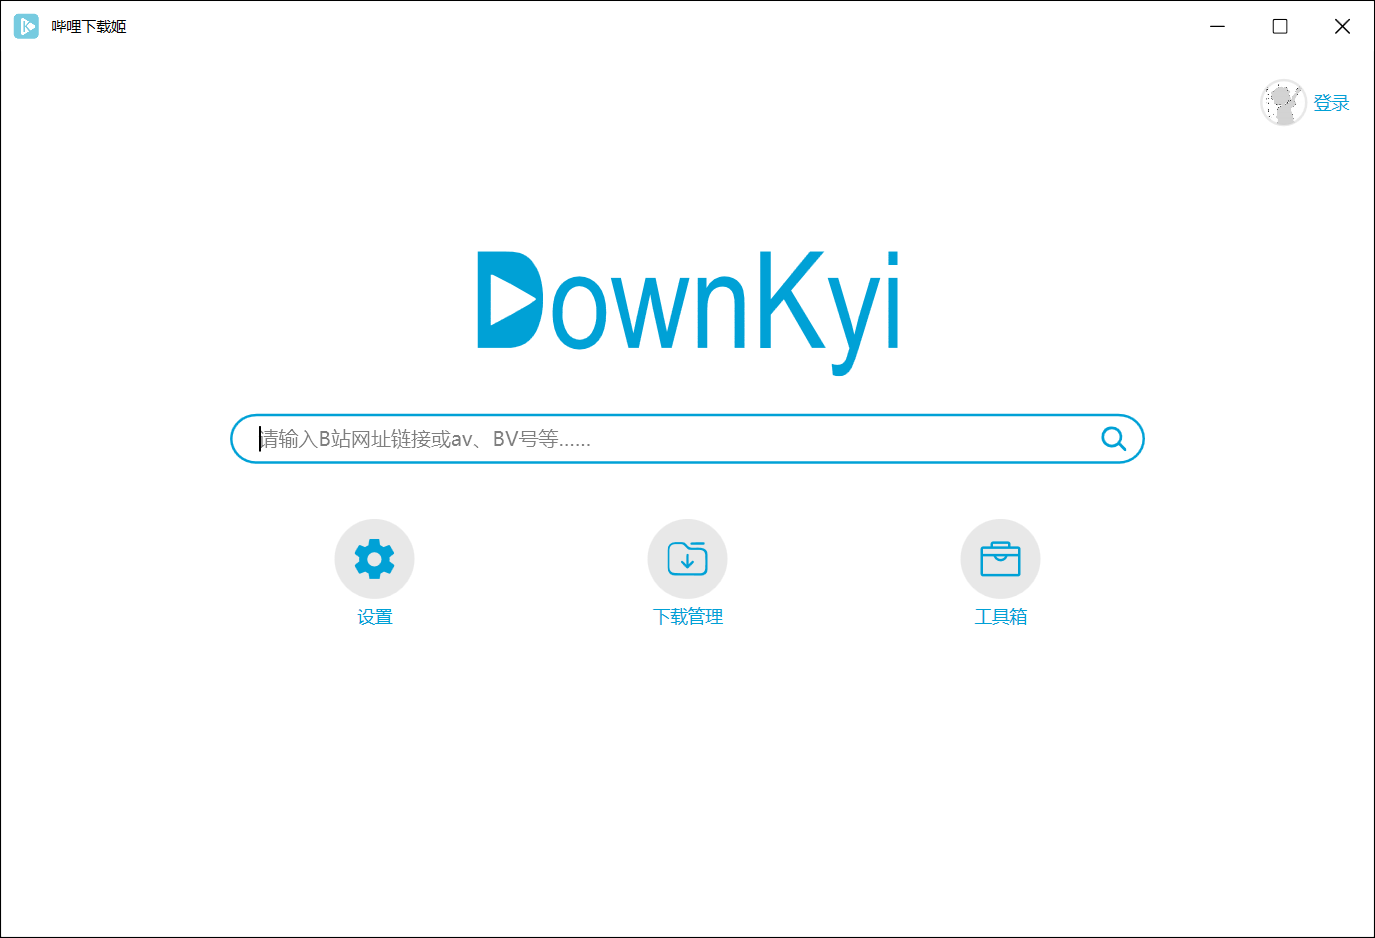 哔哩下载姬
登录
DownKyi
请输入B站网址链接或av、BV号等......
设置
下载管理
工具箱